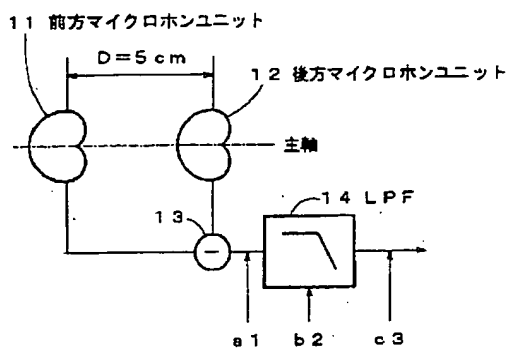 １１ 前方マイクロホンユニット
Ｄ＝５ｃｍ
１２ 後方マイクロホンユニット
主軸
１３
１４ ＬＰＦ
－
ａ１
ｂ２
ｃ３